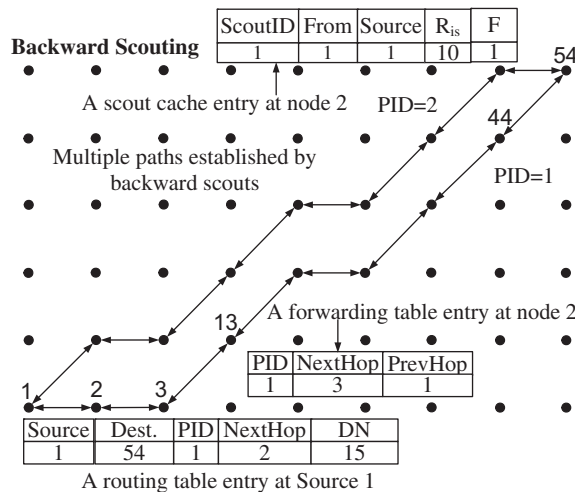 Backward Scouting
ScoutID From Source R_is F
1 1 1 10 1
54
A scout cache entry at node 2
PID=2
44
Multiple paths established by
backward scouts
PID=1
A forwarding table entry at node 2
13
PID NextHop PrevHop
1 3 1
1 2 3
Source Dest. PID NextHop DN
1 54 1 2 15
A routing table entry at Source 1